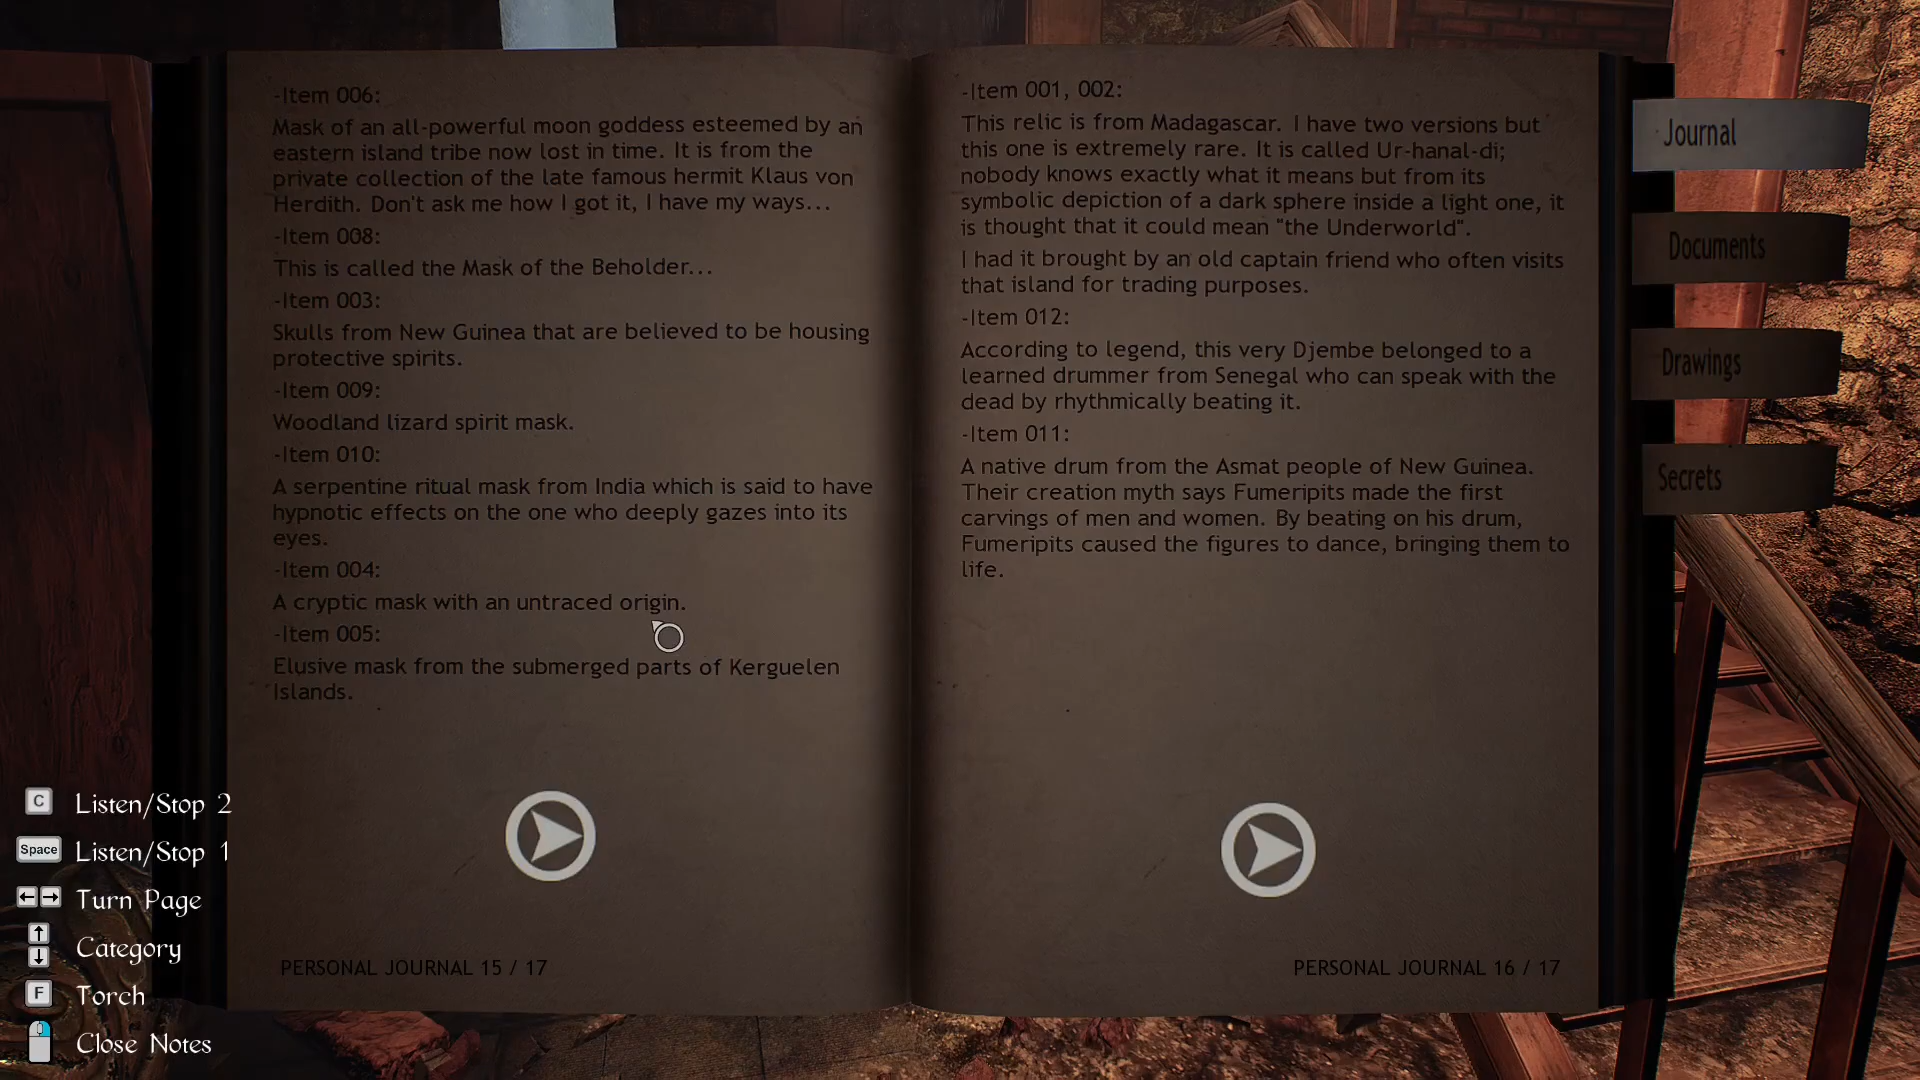 -Item 006:
Mask of an all-powerful moon goddess esteemed by an
eastern island tribe now lost in time. It is from the
private collection of the late famous hermit Klaus von
Herdith. Don't ask me how I got it, I have my ways...
-Item 008:
This is called the Mask of the Beholder...
-Item 003:
Skulls from New Guinea that are believed to be housing
protective spirits.
-Item 009:
Woodland lizard spirit mask.
-Item 010:
A serpentine ritual mask from India which is said to have
hypnotic effects on the one who deeply gazes into its
eyes.
-Item 004:
A cryptic mask with an untraced origin.
-Item 005:
Elusive mask from the submerged parts of Kerguelen
Islands.
PERSONAL JOURNAL 15 / 17
-Item 001, 002:
This relic is from Madagascar. I have two versions but
this one is extremely rare. It is called Ur-hanal-di;
nobody knows exactly what it means but from its
symbolic depiction of a dark sphere inside a light one, it
is thought that it could mean "the Underworld".
I had it brought by an old captain friend who often visits
that island for trading purposes.
-Item 012:
According to legend, this very Djembe belonged to a
learned drummer from Senegal who can speak with the
dead by rhythmically beating it.
-Item 011:
A native drum from the Asmat people of New Guinea.
Their creation myth says Fumeripits made the first
carvings of men and women. By beating on his drum,
Fumeripits caused the figures to dance, bringing them to
life.
PERSONAL JOURNAL 16 / 17
Journal
Documents
Drawings
Secrets
C Listen/Stop 2
Space Listen/Stop 1
←→ Turn Page
↑↓ Category
F Torch
Close Notes